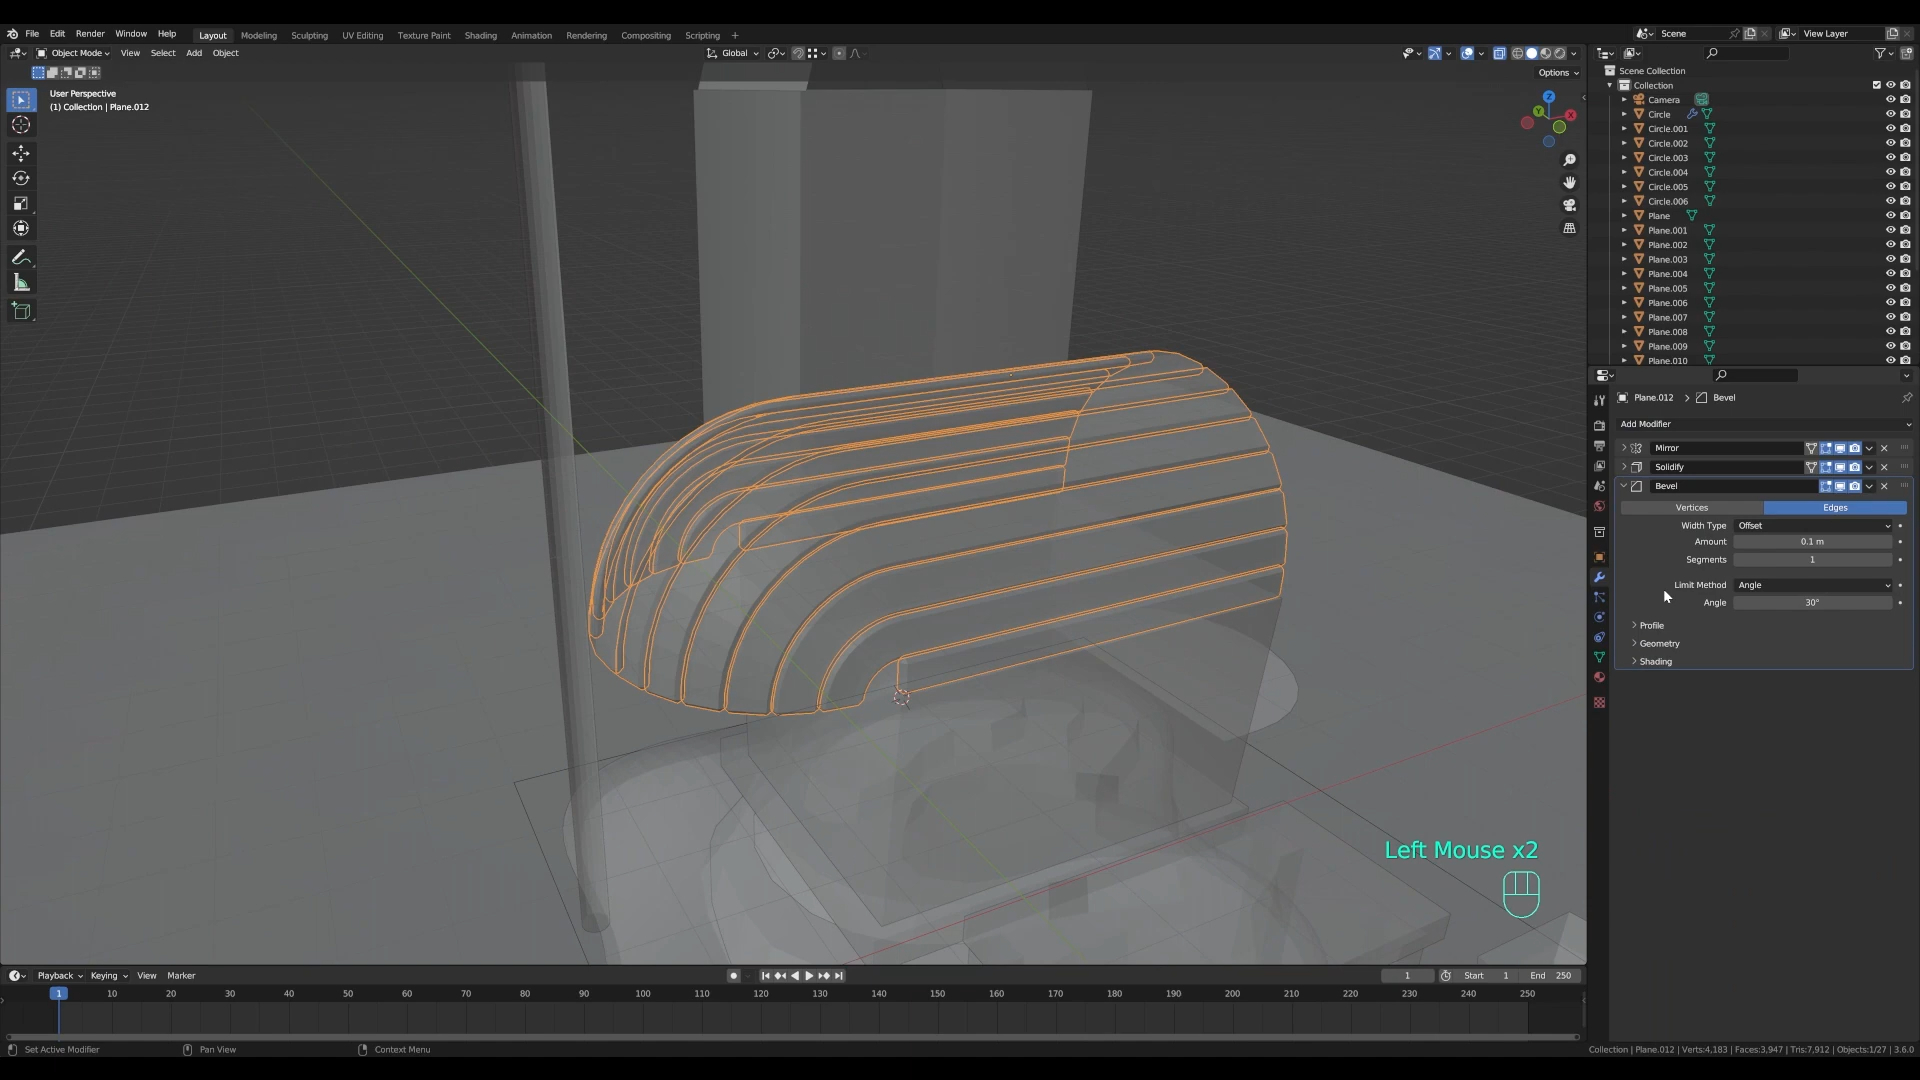 File Edit Render Window Help Layout Modeling Sculpting UV Editing Texture Paint Shading Animation Rendering Compositing Scripting + Scene View Layer
Object Mode View Select Add Object Global
Options
User Perspective
(1) Collection | Plane.012
Scene Collection
Collection
Camera
Circle
Circle.001
Circle.002
Circle.003
Circle.004
Circle.005
Circle.006
Plane
Plane.001
Plane.002
Plane.003
Plane.004
Plane.005
Plane.006
Plane.007
Plane.008
Plane.009
Plane.010
Z
Y
X
Plane.012 > Bevel
Add Modifier
Mirror
Solidify
Bevel
Vertices Edges
Width Type Offset
Amount 0.1 m
Segments 1
Limit Method Angle
Angle 30°
Profile
Geometry
Shading
Left Mouse x2
Playback Keying View Marker 1 Start 1 End 250
1 10 20 30 40 50 60 70 80 90 100 110 120 130 140 150 160 170 180 190 200 210 220 230 240 250
Set Active Modifier Pan View Context Menu Collection | Plane.012 | Verts:4,183 | Faces:3,947 | Tris:7,912 | Objects:1/27 | 3.6.0